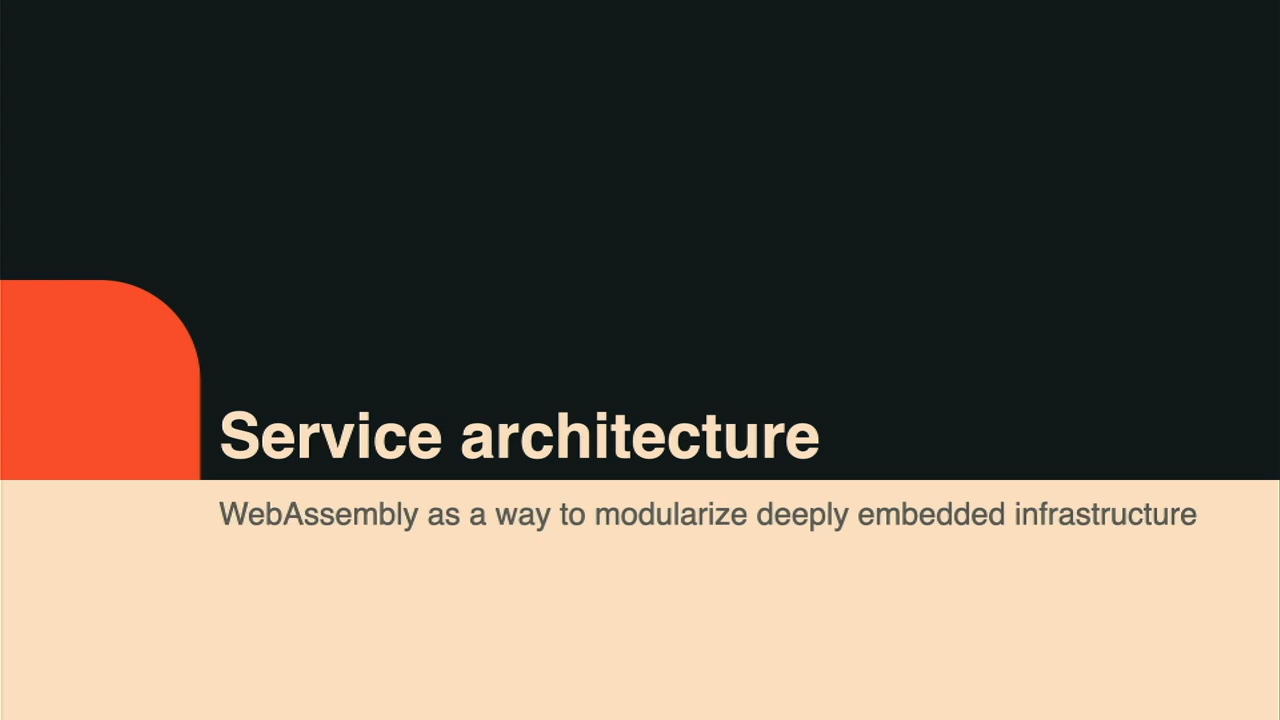 Service architecture
WebAssembly as a way to modularize deeply embedded infrastructure